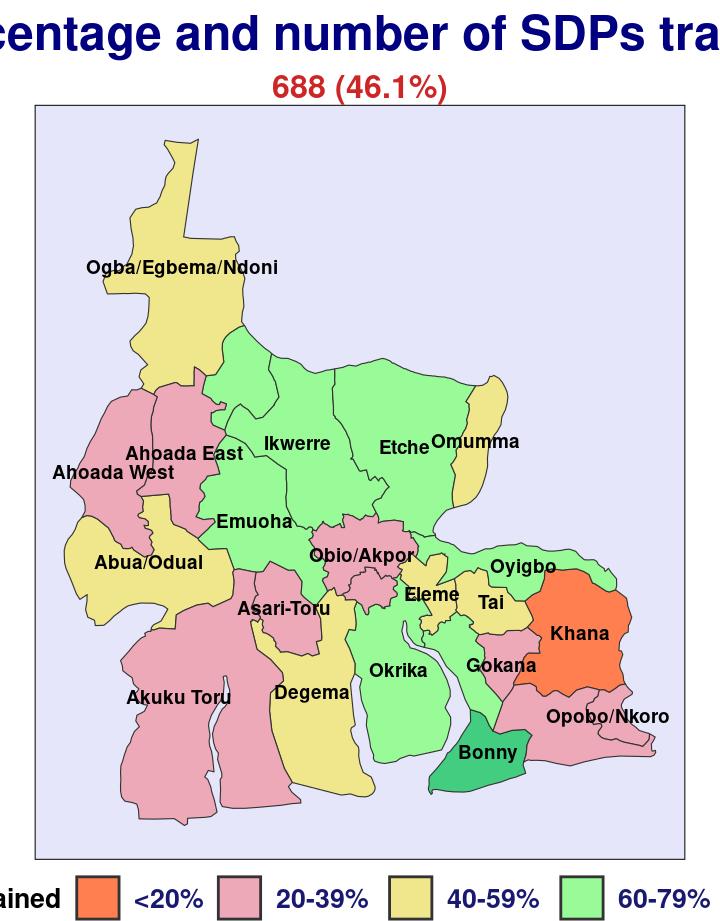 centage and number of SDPs tra
688 (46.1%)
Ogba/Egbema/Ndoni
Ikwerre
Etche
Omumma
Ahoada East
Ahoada West
Emuoha
Obio/Akpor
Abua/Odual
Oyigbo
Eleme
Tai
Asari-Toru
Khana
Gokana
Okrika
Degema
Akuku Toru
Opobo/Nkoro
Bonny
ained <20% 20-39% 40-59% 60-79%